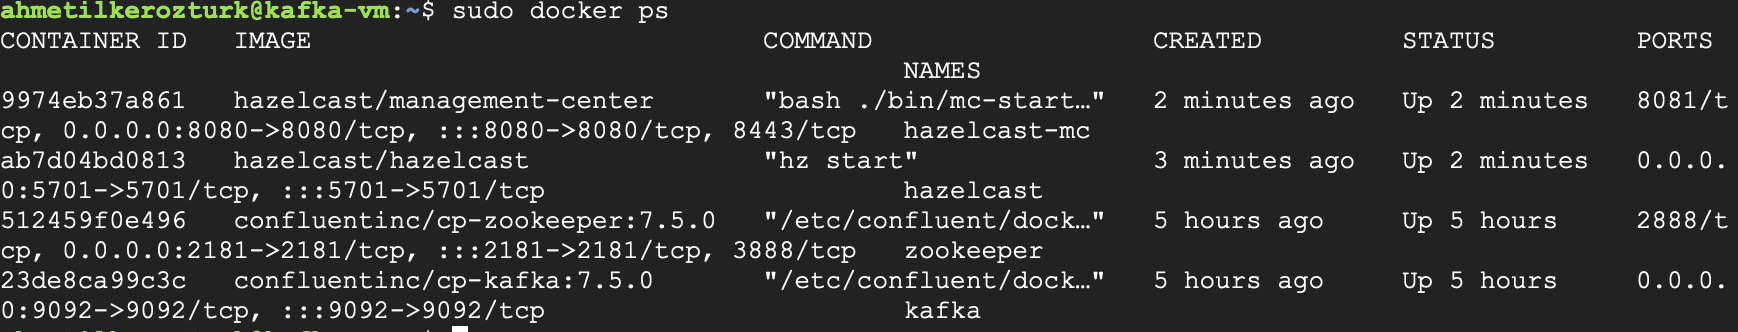 ahmetilkerozturk@kafka-vm:~$ sudo docker ps
CONTAINER ID   IMAGE                             COMMAND                  CREATED         STATUS         PORTS
                                                          NAMES
9974eb37a861   hazelcast/management-center       "bash ./bin/mc-start…"   2 minutes ago   Up 2 minutes   8081/t
cp, 0.0.0.0:8080->8080/tcp, :::8080->8080/tcp, 8443/tcp   hazelcast-mc
ab7d04bd0813   hazelcast/hazelcast               "hz start"               3 minutes ago   Up 2 minutes   0.0.0.
0:5701->5701/tcp, :::5701->5701/tcp                       hazelcast
512459f0e496   confluentinc/cp-zookeeper:7.5.0   "/etc/confluent/dock…"   5 hours ago     Up 5 hours     2888/t
cp, 0.0.0.0:2181->2181/tcp, :::2181->2181/tcp, 3888/tcp   zookeeper
23de8ca99c3c   confluentinc/cp-kafka:7.5.0       "/etc/confluent/dock…"   5 hours ago     Up 5 hours     0.0.0.
0:9092->9092/tcp, :::9092->9092/tcp                       kafka